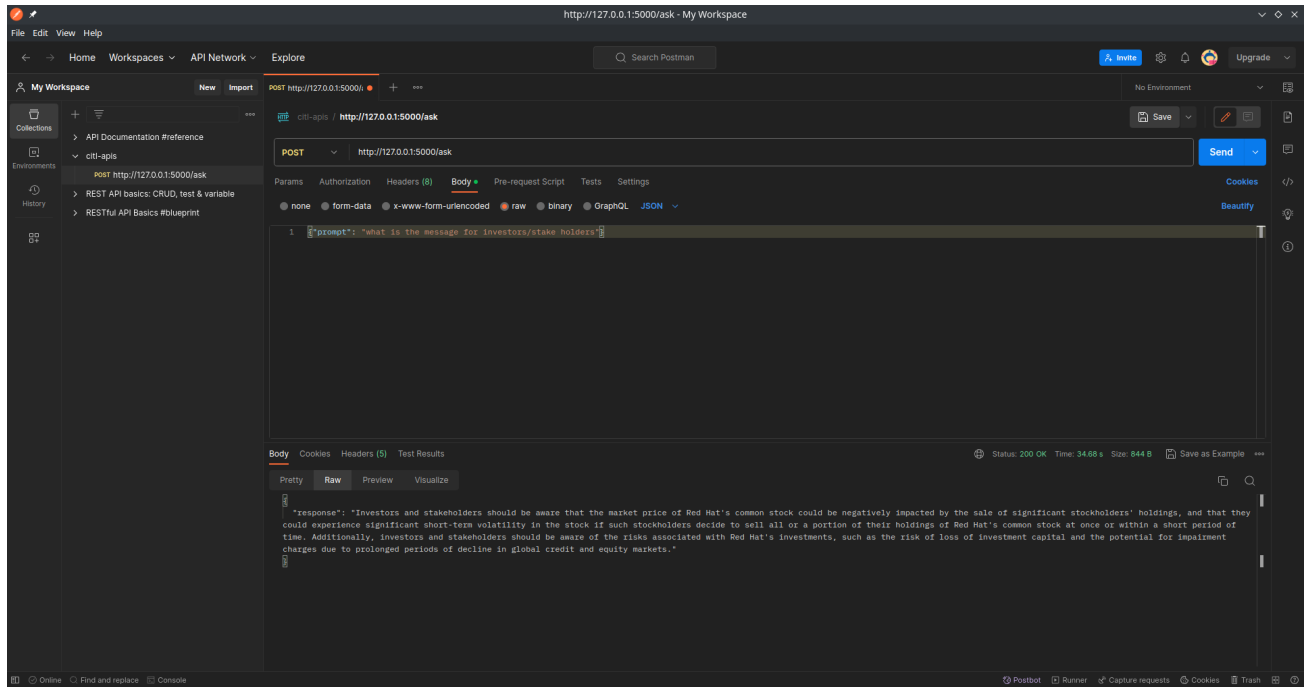 http://127.0.0.1:5000/ask - My Workspace
File Edit View Help
Home Workspaces API Network Explore
Search Postman
Invite
Upgrade
My Workspace
New Import
POST http://127.0.0.1:5000/
No Environment
Collections
Environments
History
API Documentation #reference
citl-apis
POST http://127.0.0.1:5000/ask
REST API basics: CRUD, test & variable
RESTful API Basics #blueprint
HTTP citl-apis / http://127.0.0.1:5000/ask
Save
POST http://127.0.0.1:5000/ask
Send
Params Authorization Headers (8) Body Pre-request Script Tests Settings
Cookies
none form-data x-www-form-urlencoded raw binary GraphQL JSON
Beautify
1 {"prompt": "what is the message for investors/stake holders"}
Body Cookies Headers (5) Test Results
Status: 200 OK Time: 34.68 s Size: 844 B Save as Example
Pretty Raw Preview Visualize
{
"response": "Investors and stakeholders should be aware that the market price of Red Hat's common stock could be negatively impacted by the sale of significant stockholders' holdings, and that they
could experience significant short-term volatility in the stock if such stockholders decide to sell all or a portion of their holdings of Red Hat's common stock at once or within a short period of
time. Additionally, investors and stakeholders should be aware of the risks associated with Red Hat's investments, such as the risk of loss of investment capital and the potential for impairment
charges due to prolonged periods of decline in global credit and equity markets."
}
Online Find and replace Console
Postbot Runner Capture requests Cookies Trash